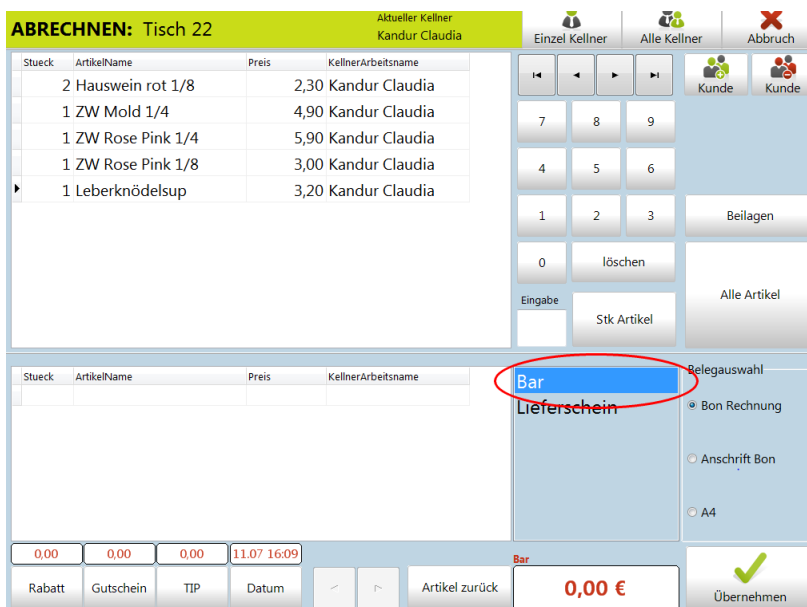 ABRECHNEN: Tisch 22
Aktueller Kellner
Kandur Claudia
Einzel Kellner
Alle Kellner
Abbruch
Stueck ArtikelName Preis KellnerArbeitsname
2 Hauswein rot 1/8 2,30 Kandur Claudia
1 ZW Mold 1/4 4,90 Kandur Claudia
1 ZW Rose Pink 1/4 5,90 Kandur Claudia
1 ZW Rose Pink 1/8 3,00 Kandur Claudia
1 Leberknödelsup 3,20 Kandur Claudia
Kunde
Kunde
7 8 9
4 5 6
1 2 3
Beilagen
0 löschen
Eingabe
Stk Artikel
Alle Artikel
Stueck ArtikelName Preis KellnerArbeitsname
Bar
Lieferschein
Belegauswahl
Bon Rechnung
Anschrift Bon
A4
0,00 0,00 0,00 11.07 16:09
Rabatt Gutschein TIP Datum
Artikel zurück
Bar
0,00 €
Übernehmen